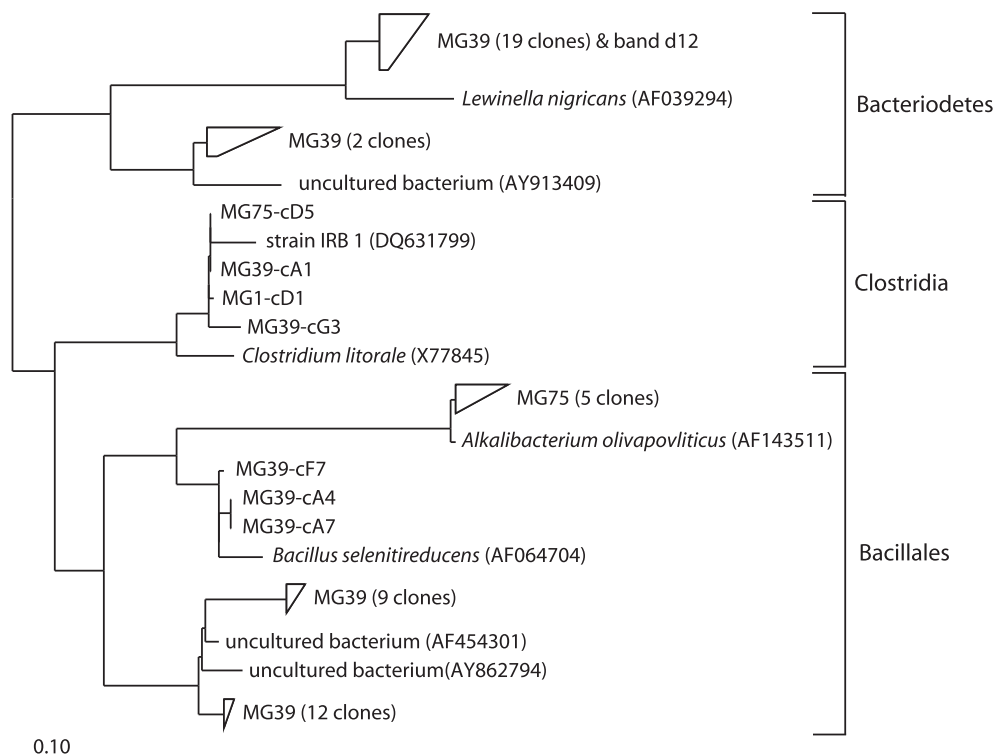 MG39 (19 clones) & band d12
Lewinella nigricans (AF039294)
Bacteriodetes
MG39 (2 clones)
uncultured bacterium (AY913409)
MG75-cD5
strain IRB 1 (DQ631799)
MG39-cA1
Clostridia
MG1-cD1
MG39-cG3
Clostridium litorale (X77845)
MG75 (5 clones)
Alkalibacterium olivapovliticus (AF143511)
MG39-cF7
MG39-cA4
MG39-cA7
Bacillus selenitireducens (AF064704)
Bacillales
MG39 (9 clones)
uncultured bacterium (AF454301)
uncultured bacterium(AY862794)
MG39 (12 clones)
0.10